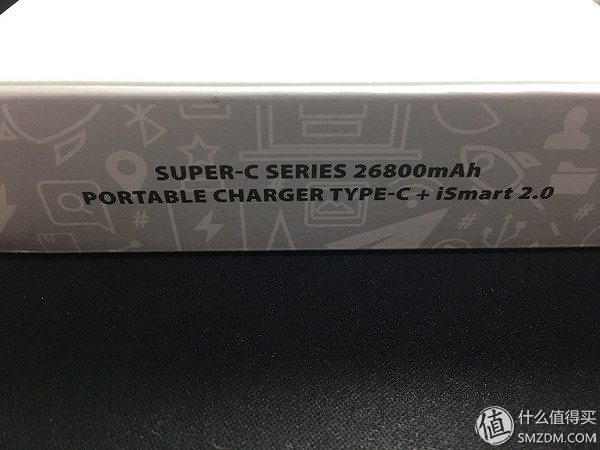 SUPER-C SERIES 26800mAh
PORTABLE CHARGER TYPE-C + iSmart 2.0
值 什么值得买
SMZDM.COM